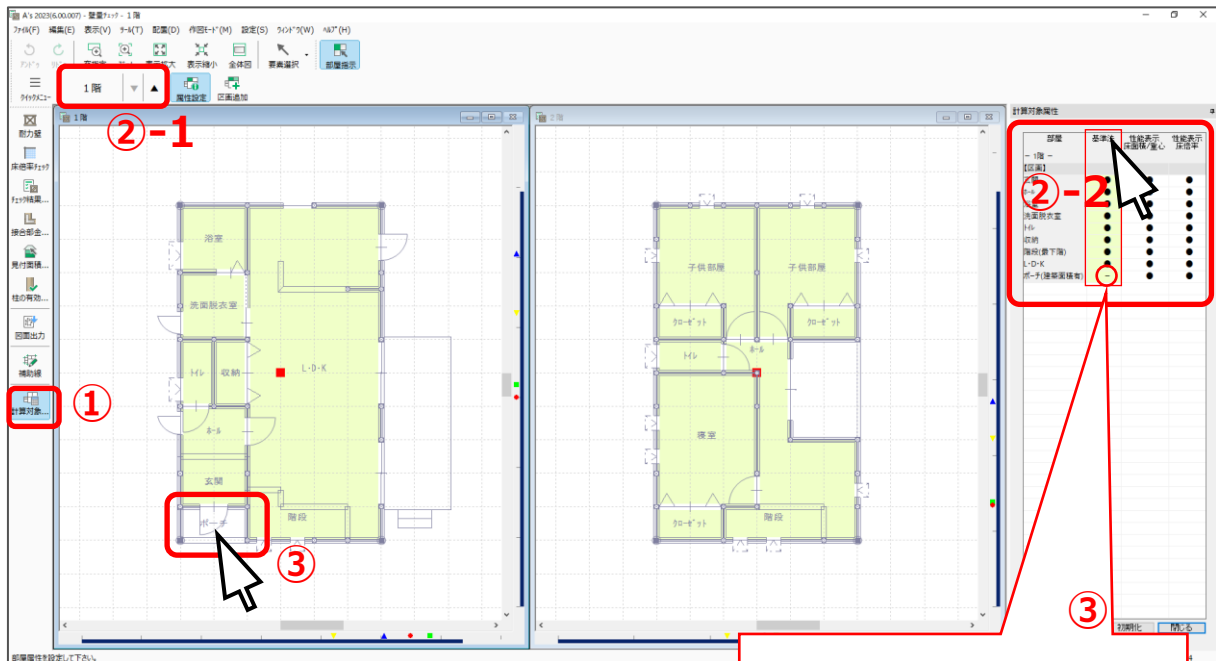 A's 2023(6.00.007) - 壁量ﾁｪｯｸ - 1 階
ﾌｧｲﾙ(F) 編集(E) 表示(V) ﾂｰﾙ(T) 配置(D) 作図ﾓｰﾄﾞ(M) 設定(S) ｳｨﾝﾄﾞｳ(W) ﾍﾙﾌﾟ(H)
表示縮小 全体図 要素選択 部屋指示
ｸｲｯｸﾒﾆｭｰ 1階 属性設定 区画追加
②-1
耐力壁
床倍率ﾁｪｯｸ
ﾁｪｯｸ結果...
接合部金...
見付面積...
柱の有効...
図面出力
補助線
計算対象...
①
1 階
浴室
洗面脱衣室
ﾄｲﾚ 収納 L･D･K
ﾎｰﾙ
玄関
ポーチ 階段
③
2 階
子供部屋 子供部屋
ｸﾛｰｾﾞｯﾄ ｸﾛｰｾﾞｯﾄ
ﾄｲﾚ ﾎｰﾙ
寝室
ｸﾛｰｾﾞｯﾄ 階段
計算対象属性
部屋 基準法 性能表示床面積/重心 性能表示床倍率
－ 1階 －
【区画】
②-2
洗面脱衣室 ● ● ●
ﾄｲﾚ ● ● ●
収納 ● ● ●
階段(最下階) ● ● ●
L･D･K ● ● ●
ポーチ(建築面積有) － ● ●
③
初期化 閉じる
部屋属性を設定して下さい。